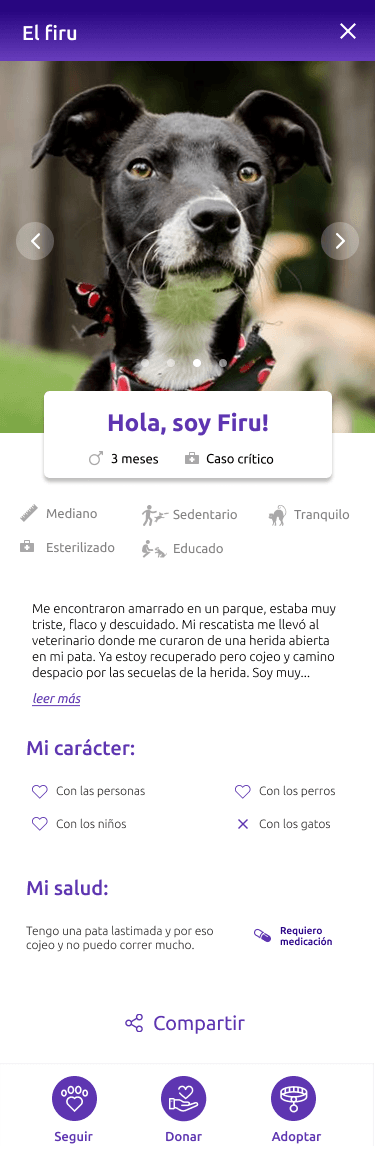 El firu
Hola, soy Firu!
3 meses
Caso crítico
Mediano
Sedentario
Tranquilo
Esterilizado
Educado
Me encontraron amarrado en un parque, estaba muy
triste, flaco y descuidado. Mi rescatista me llevó al
veterinario donde me curaron de una herida abierta
en mi pata. Ya estoy recuperado pero cojeo y camino
despacio por las secuelas de la herida. Soy muy...
leer más
Mi carácter:
Con las personas
Con los perros
Con los niños
Con los gatos
Mi salud:
Tengo una pata lastimada y por eso
cojeo y no puedo correr mucho.
Requiero
medicación
Compartir
Seguir
Donar
Adoptar